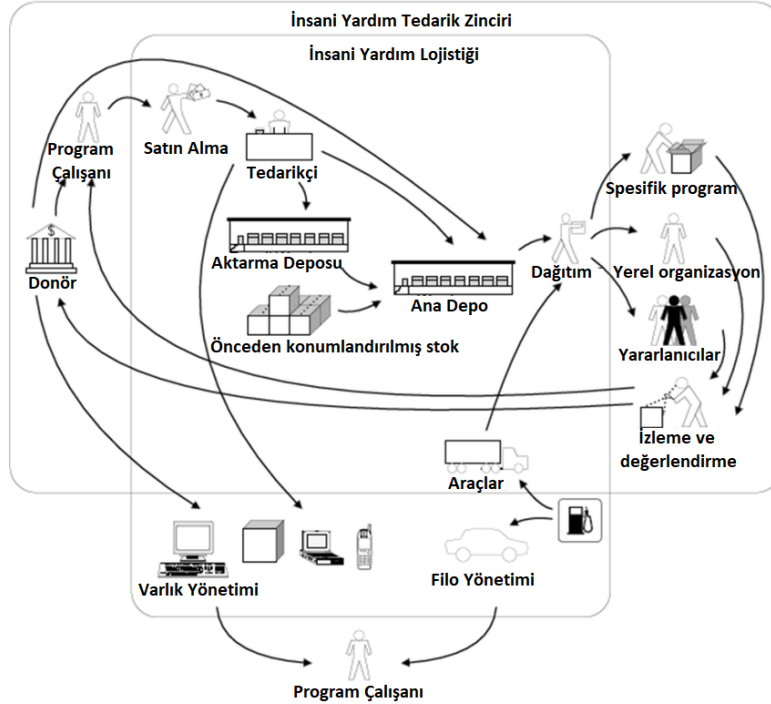 İnsani Yardım Tedarik Zinciri
İnsani Yardım Lojistiği
Program
Çalışanı
Satın Alma
Tedarikçi
Spesifik program
Donör
Aktarma Deposu
Ana Depo
Dağıtım
Yerel organizasyon
Önceden konumlandırılmış stok
Yararlanıcılar
İzleme ve
değerlendirme
Araçlar
Varlık Yönetimi
Filo Yönetimi
Program Çalışanı